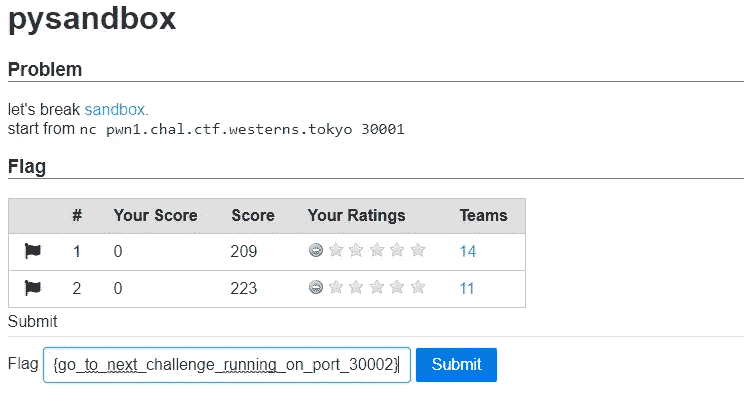 pysandbox
Problem
let's break sandbox.
start from nc pwn1.chal.ctf.westerns.tokyo 30001
Flag
# Your Score Score Your Ratings Teams
1 0 209 14
2 0 223 11
Submit
Flag {go_to_next_challenge_running_on_port_30002} Submit